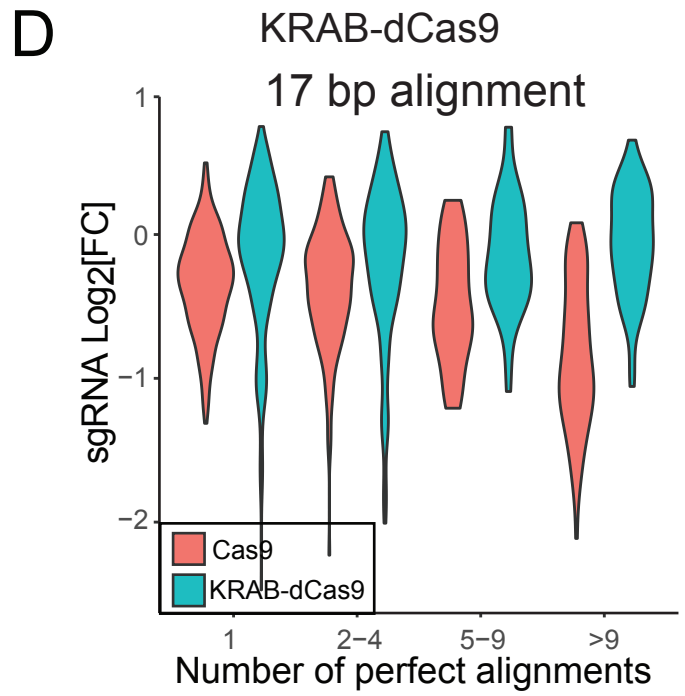 D
KRAB-dCas9
17 bp alignment
sgRNA Log2[FC]
1
0
−1
−2
Cas9
KRAB-dCas9
1
2−4
5−9
>9
Number of perfect alignments